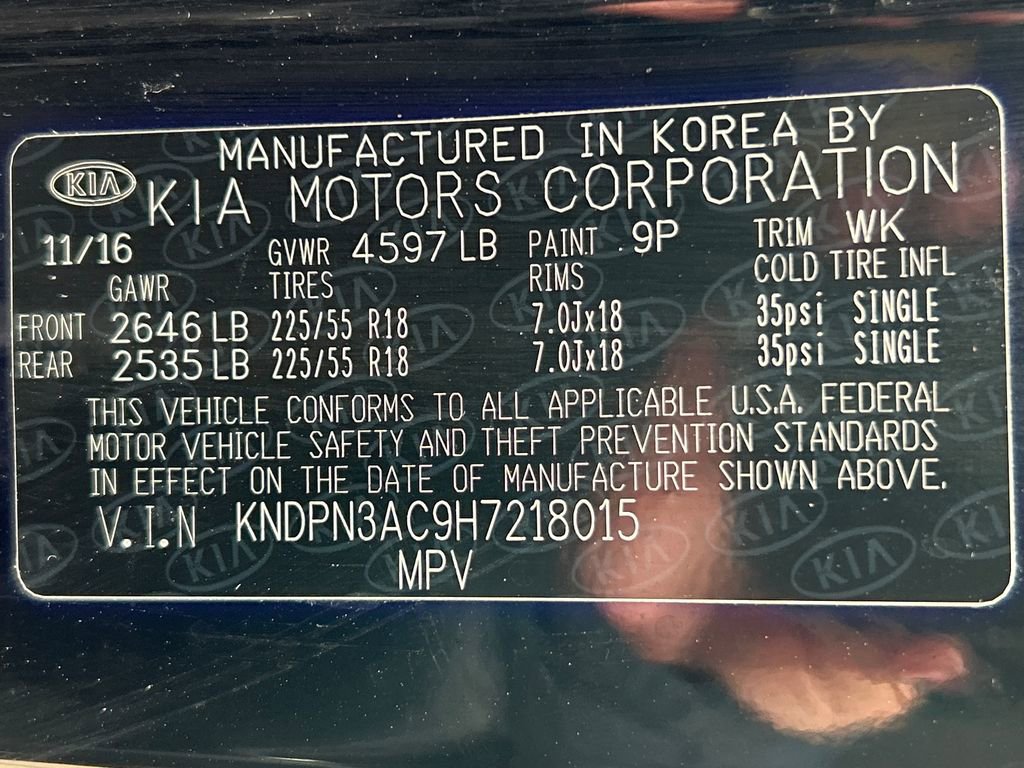 MANUFACTURED IN KOREA BY
KIA KIA MOTORS CORPORATION
11/16 GVWR 4597 LB PAINT 9P TRIM WK
GAWR TIRES RIMS COLD TIRE INFL
FRONT 2646 LB 225/55 R18 7.0Jx18 35psi SINGLE
REAR 2535 LB 225/55 R18 7.0Jx18 35psi SINGLE
THIS VEHICLE CONFORMS TO ALL APPLICABLE U.S.A. FEDERAL
MOTOR VEHICLE SAFETY AND THEFT PREVENTION STANDARDS
IN EFFECT ON THE DATE OF MANUFACTURE SHOWN ABOVE.
V.I.N KNDPN3AC9H7218015
MPV